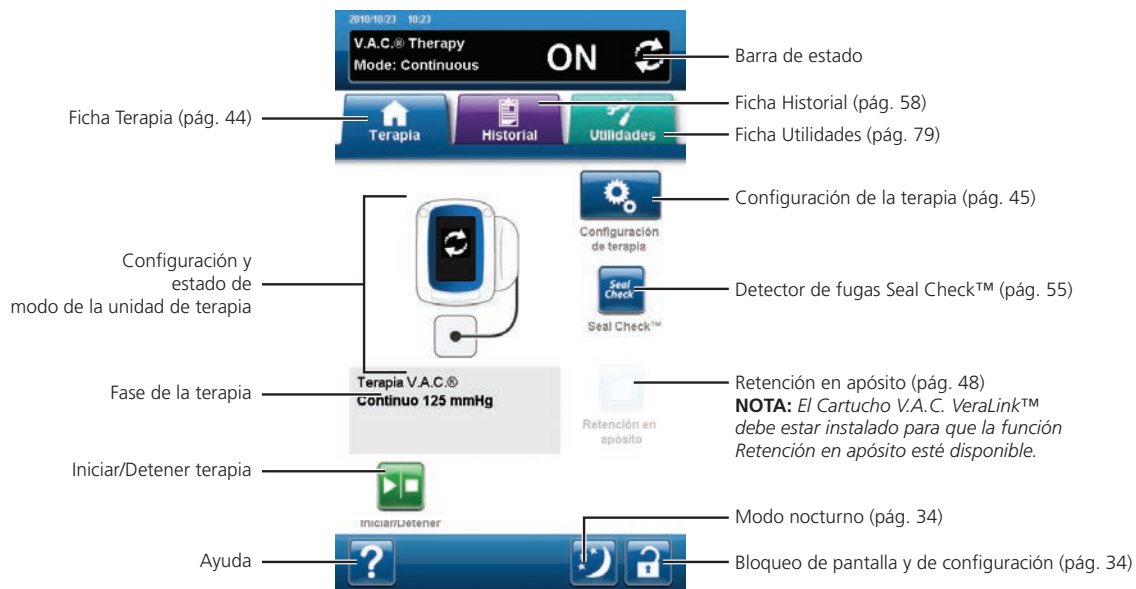 2010/10/23 10:23
V.A.C.® Therapy
Mode: Continuous
ON
Barra de estado
Ficha Terapia (pág. 44)
Terapia
Historial
Utilidades
Ficha Historial (pág. 58)
Ficha Utilidades (pág. 79)
Configuración de la terapia (pág. 45)
Configuración
de terapia
Configuración y
estado de
modo de la unidad de terapia
Seal
Check
Seal Check™
Detector de fugas Seal Check™ (pág. 55)
Fase de la terapia
Terapia V.A.C.®
Continuo 125 mmHg
Retención en
apósito
Retención en apósito (pág. 48)
NOTA: El Cartucho V.A.C. VeraLink™
debe estar instalado para que la función
Retención en apósito esté disponible.
Iniciar/Detener terapia
Iniciar/Detener
Modo nocturno (pág. 34)
Ayuda
?
Bloqueo de pantalla y de configuración (pág. 34)